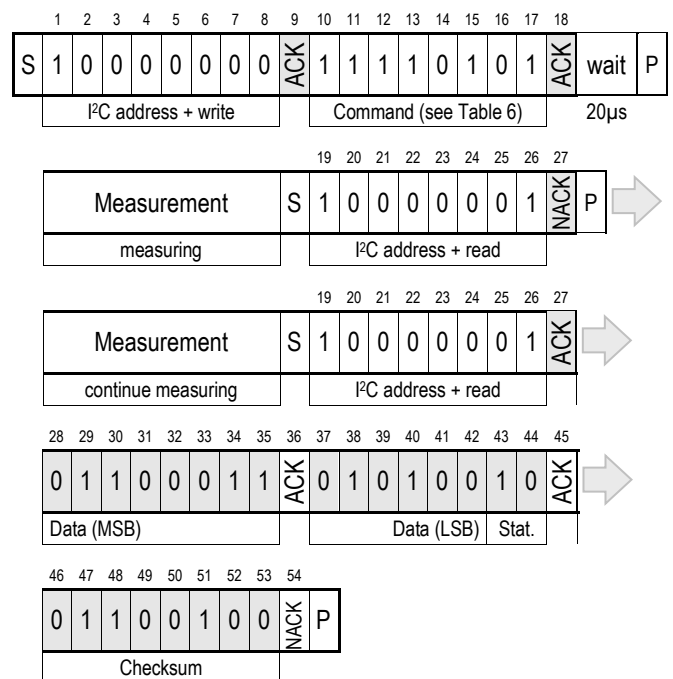 1 2 3 4 5 6 7 8 9 10 11 12 13 14 15 16 17 18
S 1 0 0 0 0 0 0 0 ACK 1 1 1 1 0 1 0 1 ACK wait P
I²C address + write Command (see Table 6) 20µs
19 20 21 22 23 24 25 26 27
Measurement S 1 0 0 0 0 0 0 1 NACK P
measuring I²C address + read
19 20 21 22 23 24 25 26 27
Measurement S 1 0 0 0 0 0 0 1 ACK
continue measuring I²C address + read
28 29 30 31 32 33 34 35 36 37 38 39 40 41 42 43 44 45
0 1 1 0 0 0 1 1 ACK 0 1 0 1 0 0 1 0 ACK
Data (MSB) Data (LSB) Stat.
46 47 48 49 50 51 52 53 54
0 1 1 0 0 1 0 0 NACK P
Checksum